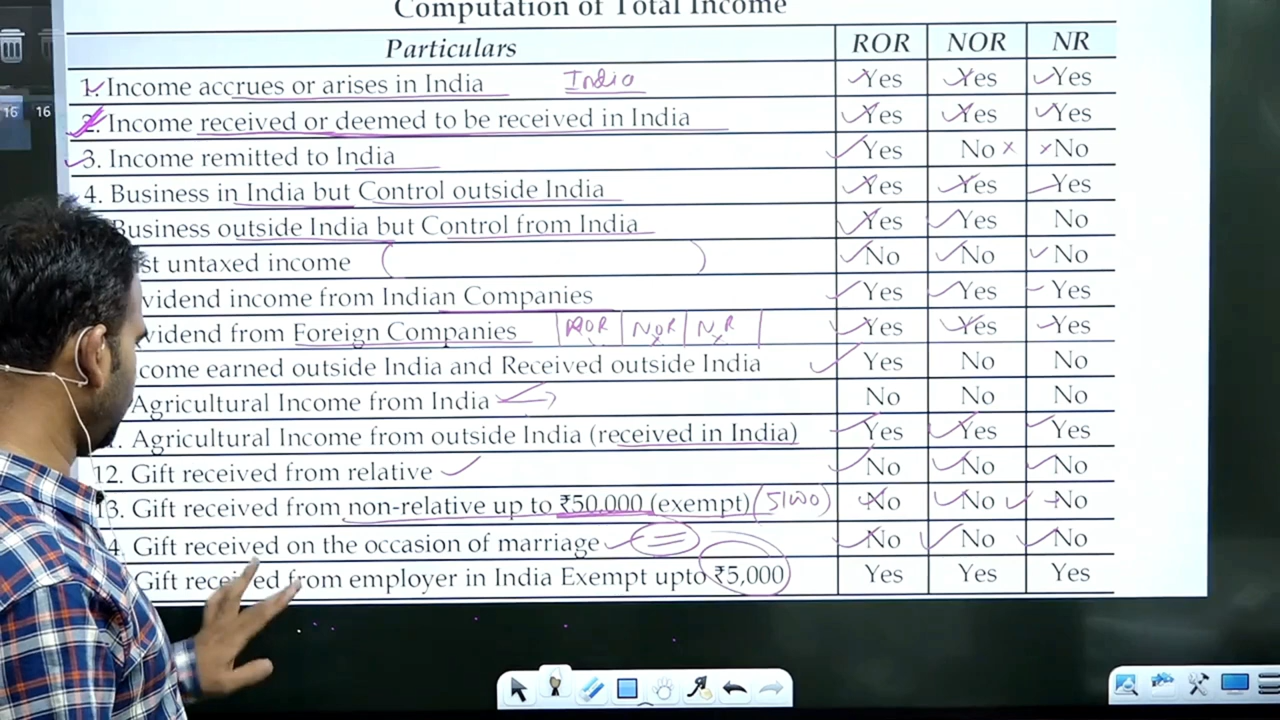 Computation of Total Income
Particulars ROR NOR NR
1. Income accrues or arises in India India Yes Yes Yes
2. Income received or deemed to be received in India Yes Yes Yes
16 16
3. Income remitted to India Yes No No
4. Business in India but Control outside India Yes Yes Yes
Business outside India but Control from India Yes Yes No
st untaxed income No No No
vidend income from Indian Companies Yes Yes Yes
vidend from Foreign Companies ROR NOR NR Yes Yes Yes
come earned outside India and Received outside India Yes No No
Agricultural Income from India No No No
1. Agricultural Income from outside India (received in India) Yes Yes Yes
12. Gift received from relative No No No
13. Gift received from non-relative up to ₹50,000 (exempt) No No No
4. Gift received on the occasion of marriage No No No
Gift received from employer in India Exempt upto ₹5,000 Yes Yes Yes